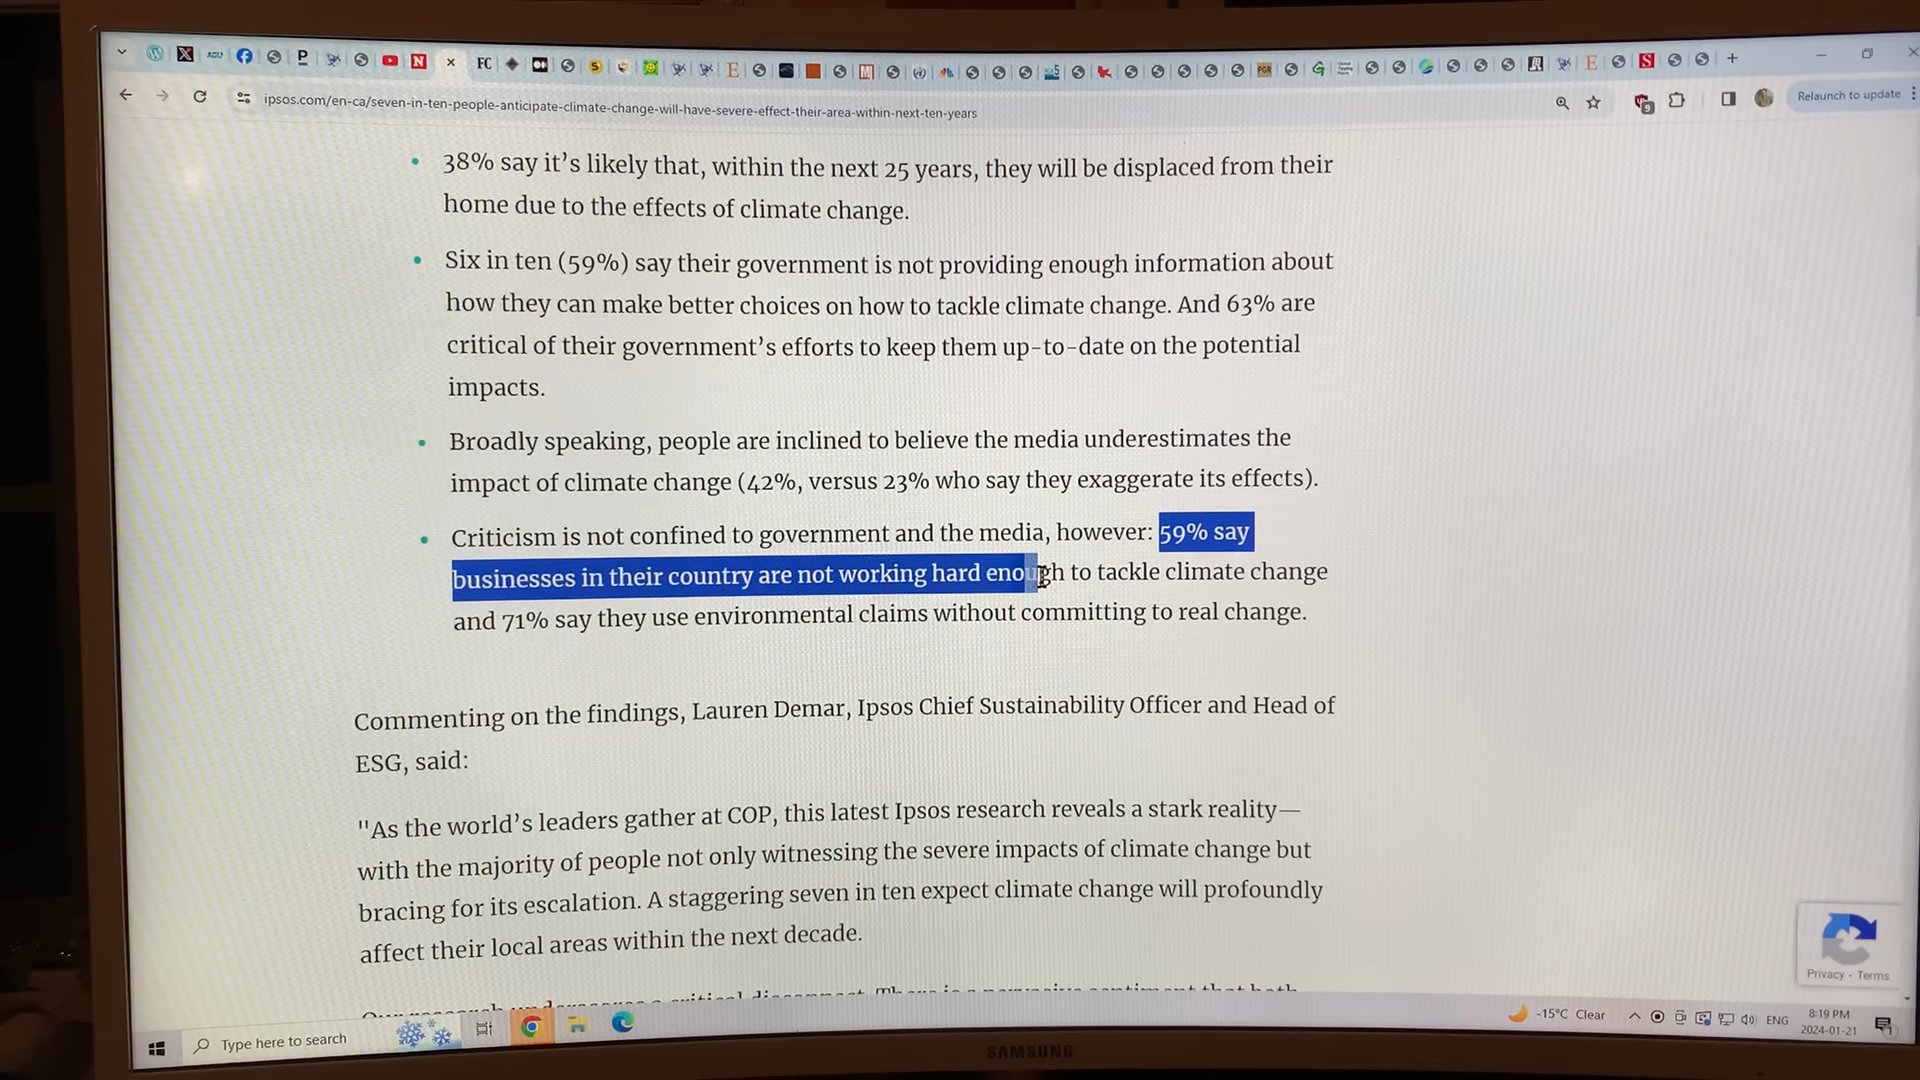 ipsos.com/en-ca/seven-in-ten-people-anticipate-climate-change-will-have-severe-effect-their-area-within-next-ten-years
Relaunch to update
38% say it’s likely that, within the next 25 years, they will be displaced from their
home due to the effects of climate change.
Six in ten (59%) say their government is not providing enough information about
how they can make better choices on how to tackle climate change. And 63% are
critical of their government’s efforts to keep them up-to-date on the potential
impacts.
Broadly speaking, people are inclined to believe the media underestimates the
impact of climate change (42%, versus 23% who say they exaggerate its effects).
Criticism is not confined to government and the media, however: 59% say
businesses in their country are not working hard enough to tackle climate change
and 71% say they use environmental claims without committing to real change.
Commenting on the findings, Lauren Demar, Ipsos Chief Sustainability Officer and Head of
ESG, said:
"As the world’s leaders gather at COP, this latest Ipsos research reveals a stark reality—
with the majority of people not only witnessing the severe impacts of climate change but
bracing for its escalation. A staggering seven in ten expect climate change will profoundly
affect their local areas within the next decade.
Privacy - Terms
Type here to search
-15°C Clear
ENG
8:19 PM
2024-01-21
SAMSUNG